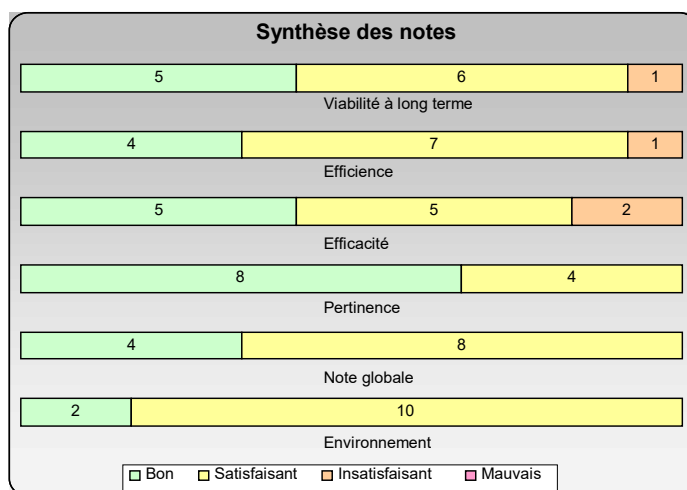 Synthèse des notes
5 6 1
Viabilité à long terme
4 7 1
Efficience
5 5 2
Efficacité
8 4
Pertinence
4 8
Note globale
2 10
Environnement
Bon Satisfaisant Insatisfaisant Mauvais